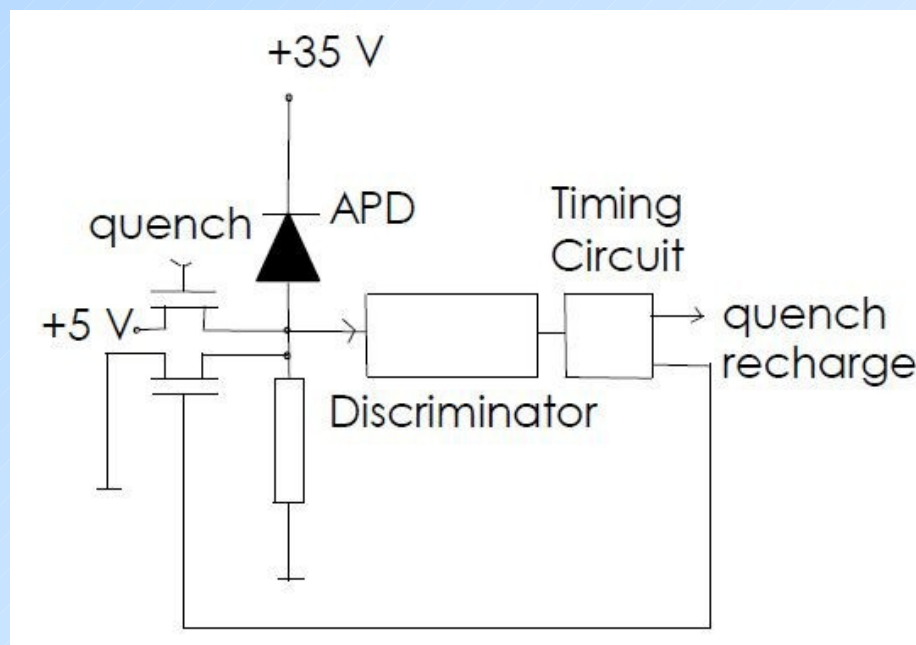 +35 V
APD
quench
Timing
Circuit
+5 V
quench
recharge
Discriminator